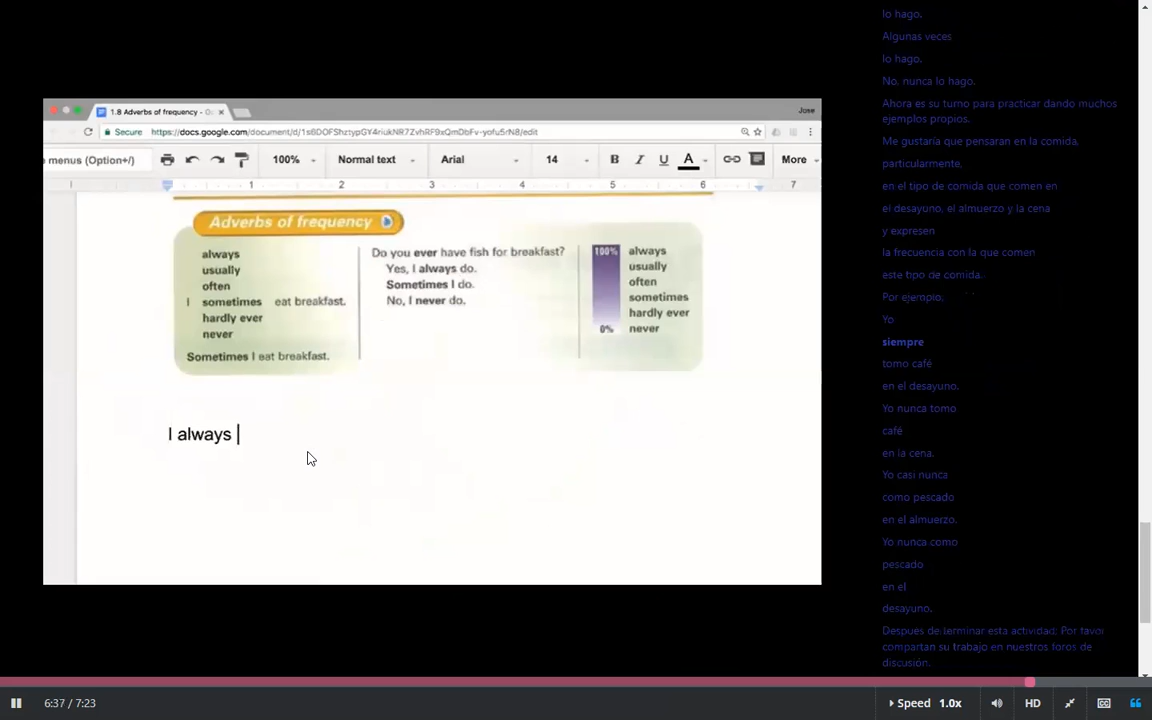 lo hago.
Algunas veces
lo hago.
No, nunca lo hago.
Ahora es su turno para practicar dando muchos
ejemplos propios.
Me gustaría que pensaran en la comida,
particularmente,
en el tipo de comida que comen en
el desayuno, el almuerzo y la cena
y expresen
la frecuencia con la que comen
este tipo de comida.
Por ejemplo,
Yo
siempre
tomo café
en el desayuno.
Yo nunca tomo
café
en la cena.
Yo casi nunca
como pescado
en el almuerzo.
Yo nunca como
pescado
en el
desayuno.
Después de terminar esta actividad; Por favor
compartan su trabajo en nuestros foros de
discusión.
1.8 Adverbs of frequency - Go
Jose
Secure https://docs.google.com/document/d/
/edit
n menus (Option+/) 100% Normal text Arial 14 B I U A More
1 2 3 4 5 6 7
Adverbs of frequency
always
usually
often
I sometimes eat breakfast.
hardly ever
never
Sometimes I eat breakfast.
Do you ever have fish for breakfast?
Yes, I always do.
Sometimes I do.
No, I never do.
100% always
usually
often
sometimes
hardly ever
0% never
I always
6:37 / 7:23
Speed 1.0x
HD